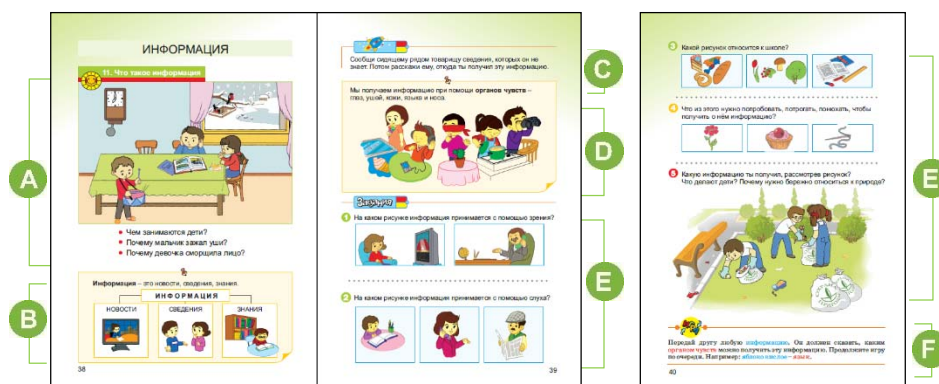 ИНФОРМАЦИЯ
11. Что такое информация
A
• Чем занимаются дети?
• Почему мальчик зажал уши?
• Почему девочка сморщила лицо?
B
Информация – это новости, сведения, знания.
ИНФОРМАЦИЯ
НОВОСТИ СВЕДЕНИЯ ЗНАНИЯ
38
Сообщи сидящему рядом товарищу сведения, которых он не
знает. Потом расскажи ему, откуда ты получил эту информацию.
C
Мы получаем информацию при помощи органов чувств –
глаз, ушей, кожи, языка и носа.
D
Задания
1 На каком рисунке информация принимается с помощью зрения?
E
2 На каком рисунке информация принимается с помощью слуха?
39
3 Какой рисунок относится к школе?
4 Что из этого нужно попробовать, потрогать, понюхать, чтобы
получить о нём информацию?
E
5 Какую информацию ты получил, рассмотрев рисунок?
Что делают дети? Почему нужно бережно относиться к природе?
Передай другу любую информацию. Он должен сказать, каким
органом чувств можно получить эту информацию. Продолжите игру
по очереди. Например: яблоко кислое – язык.
F
40